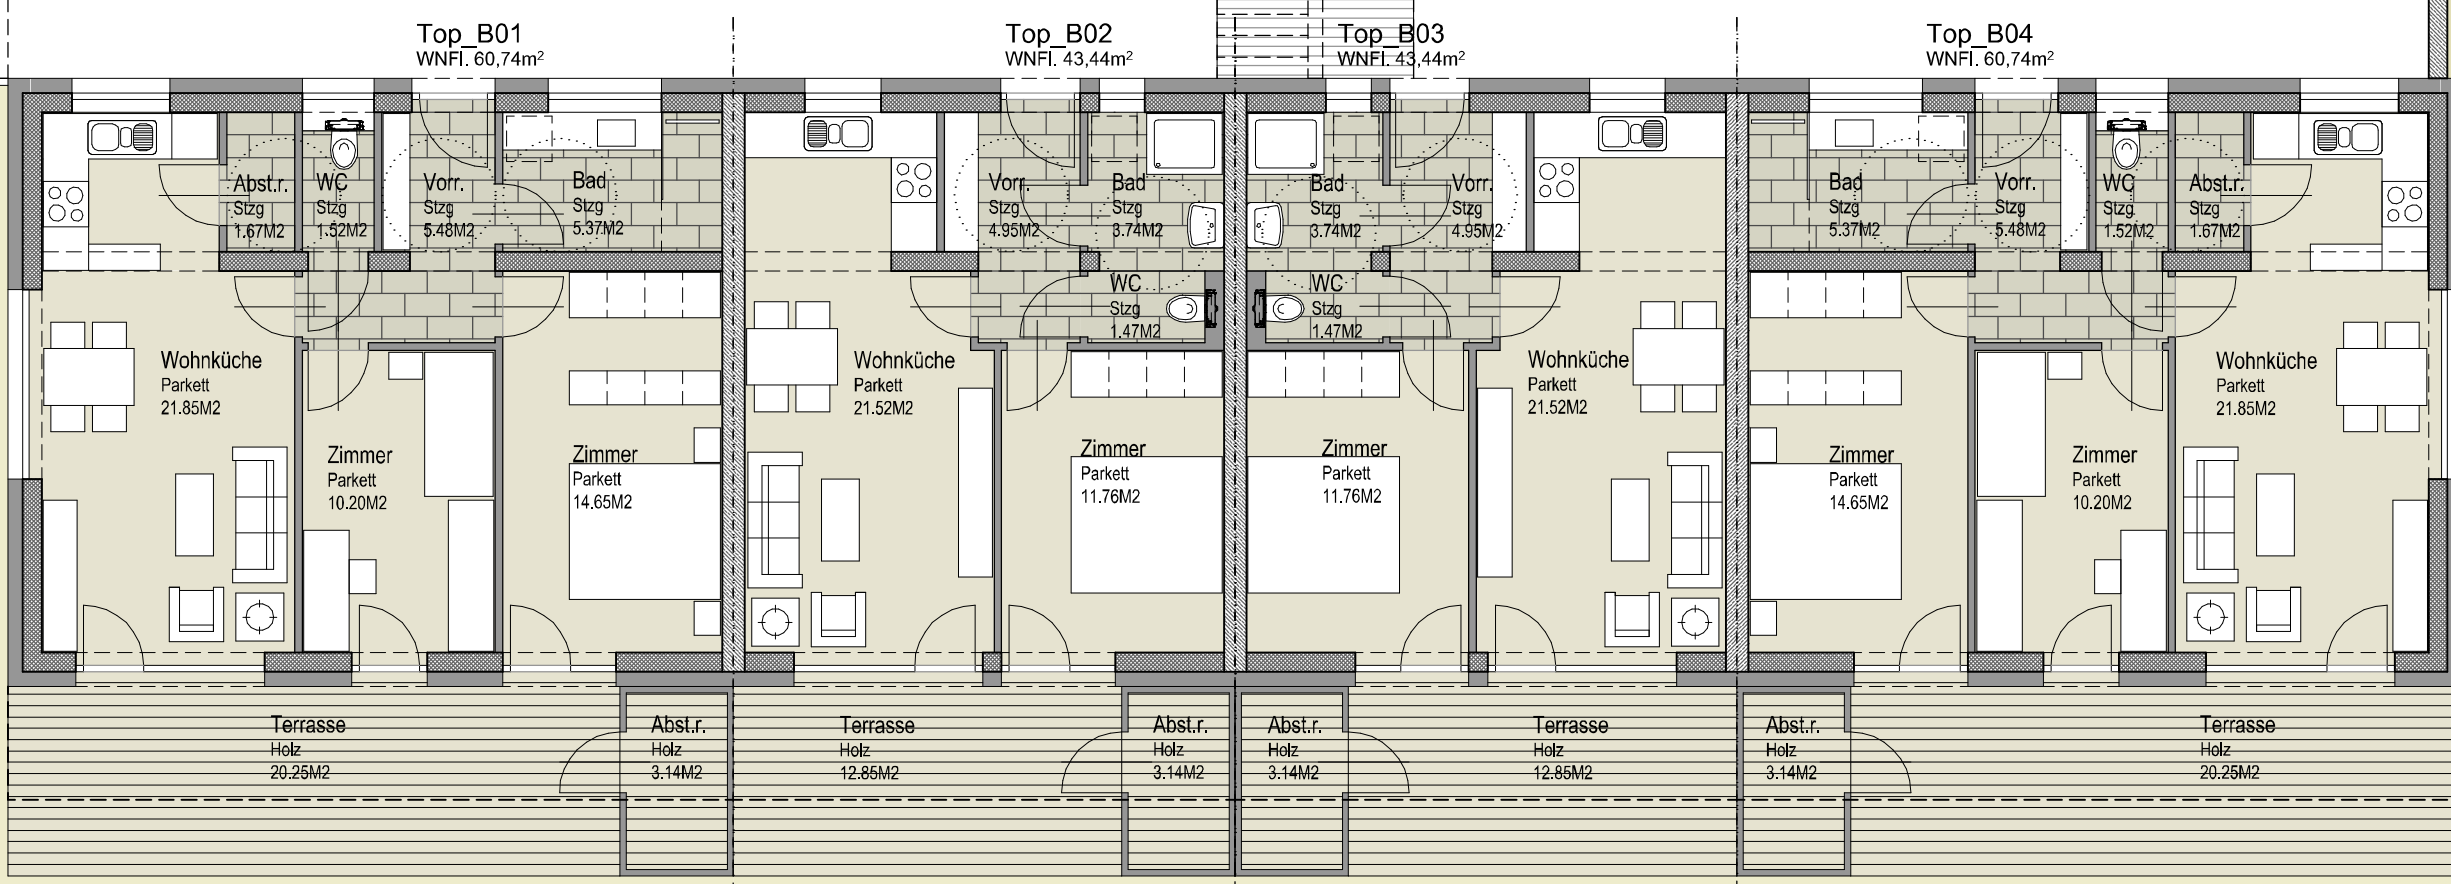 Top_B01
WNFl. 60,74m²
Top_B02
WNFl. 43,44m²
Top_B03
WNFl. 43,44m²
Top_B04
WNFl. 60,74m²
Abst.r.
Stzg
1.67M2
WC
Stzg
1.52M2
Vorr.
Stzg
5.48M2
Bad
Stzg
5.37M2
Vorr.
Stzg
4.95M2
Bad
Stzg
3.74M2
Bad
Stzg
3.74M2
Vorr.
Stzg
4.95M2
Bad
Stzg
5.37M2
Vorr.
Stzg
5.48M2
WC
Stzg
1.52M2
Abst.r.
Stzg
1.67M2
WC
Stzg
1.47M2
WC
Stzg
1.47M2
Wohnküche
Parkett
21.85M2
Zimmer
Parkett
10.20M2
Zimmer
Parkett
14.65M2
Wohnküche
Parkett
21.52M2
Zimmer
Parkett
11.76M2
Zimmer
Parkett
11.76M2
Wohnküche
Parkett
21.52M2
Zimmer
Parkett
14.65M2
Zimmer
Parkett
10.20M2
Wohnküche
Parkett
21.85M2
Terrasse
Holz
20.25M2
Abst.r.
Holz
3.14M2
Terrasse
Holz
12.85M2
Abst.r.
Holz
3.14M2
Abst.r.
Holz
3.14M2
Terrasse
Holz
12.85M2
Abst.r.
Holz
3.14M2
Terrasse
Holz
20.25M2